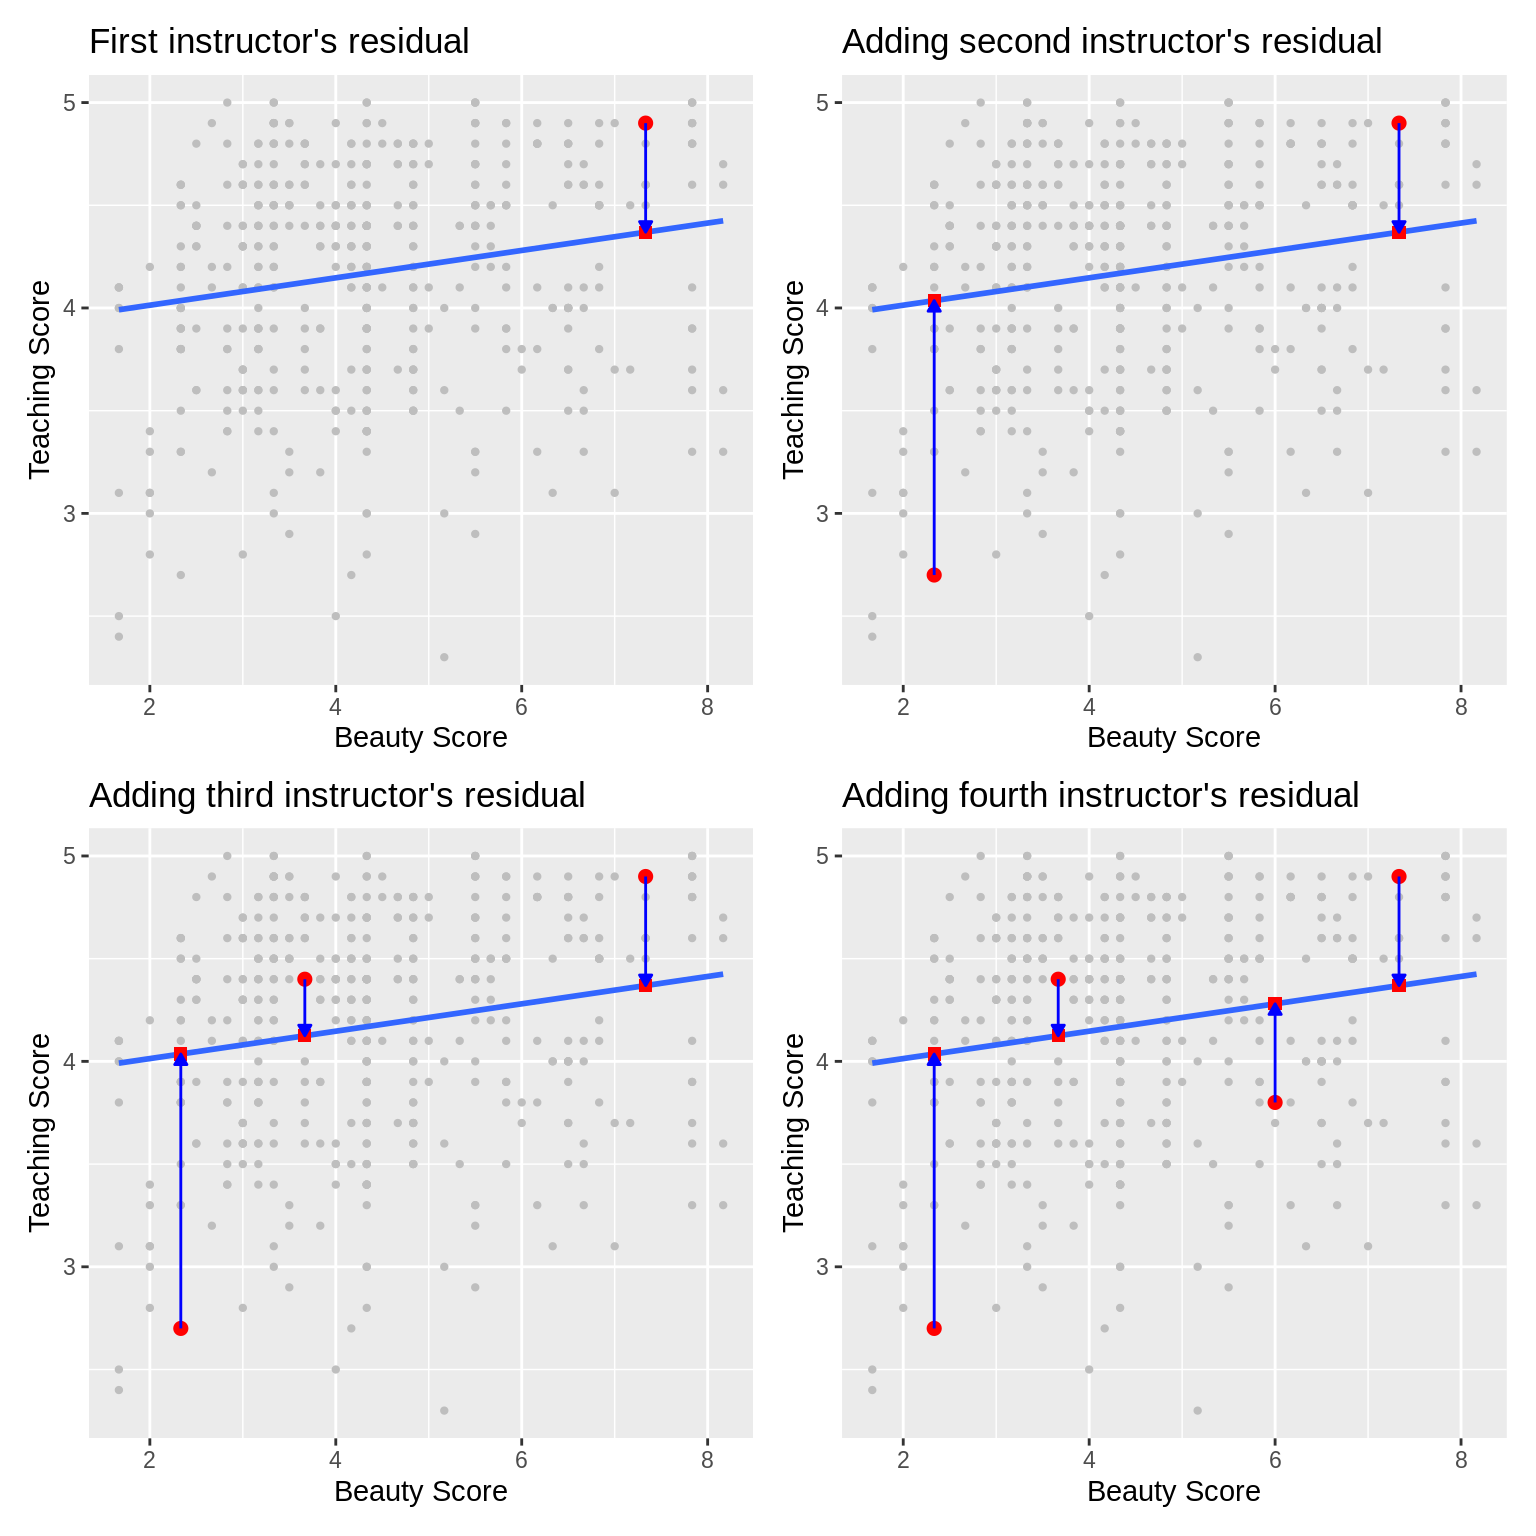 First instructor's residual
5
4
3
Teaching Score
2 4 6 8
Beauty Score
Adding second instructor's residual
5
4
3
Teaching Score
2 4 6 8
Beauty Score
Adding third instructor's residual
5
4
3
Teaching Score
2 4 6 8
Beauty Score
Adding fourth instructor's residual
5
4
3
Teaching Score
2 4 6 8
Beauty Score